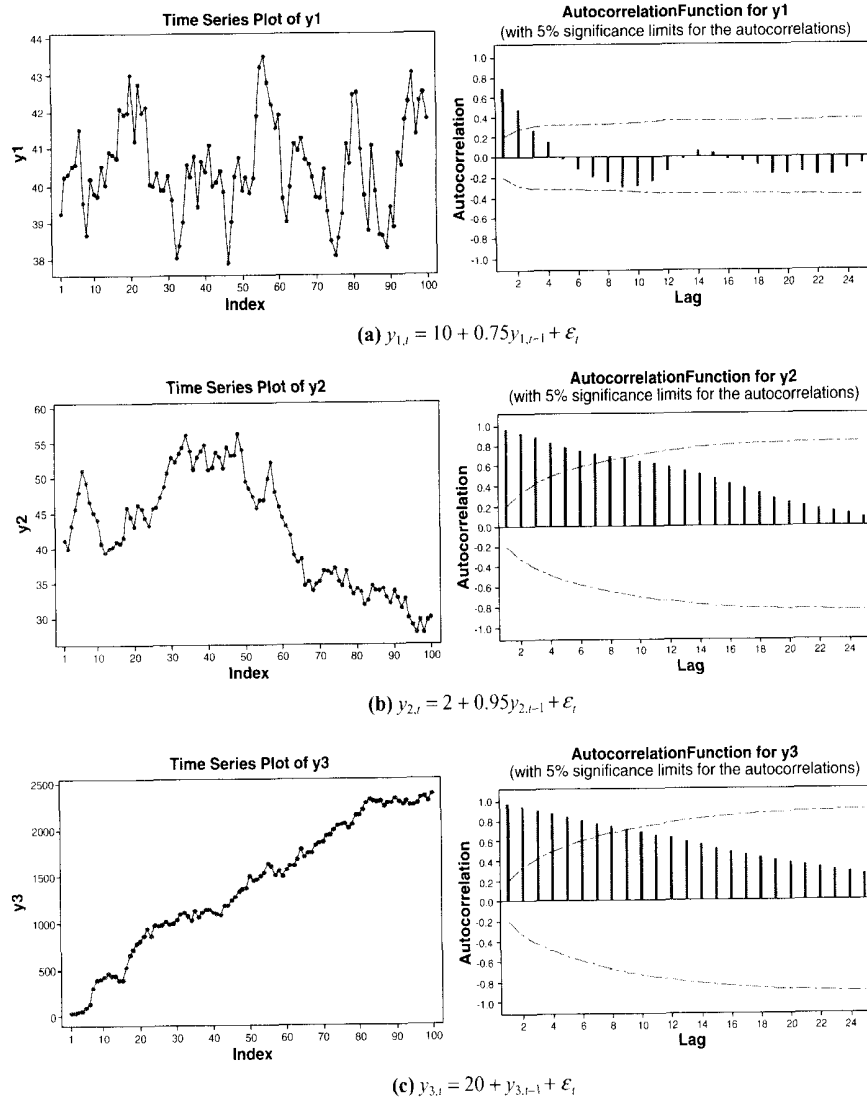 Time Series Plot of y1
44
43
42
41
40
39
38
y1
1 10 20 30 40 50 60 70 80 90 100
Index
AutocorrelationFunction for y1
(with 5% significance limits for the autocorrelations)
1.0
0.8
0.6
0.4
0.2
0.0
-0.2
-0.4
-0.6
-0.8
-1.0
Autocorrelation
2 4 6 8 10 12 14 16 18 20 22 24
Lag
(a) y1,t = 10 + 0.75y1,t−1 + εt
Time Series Plot of y2
60
55
50
45
40
35
30
y2
1 10 20 30 40 50 60 70 80 90 100
Index
AutocorrelationFunction for y2
(with 5% significance limits for the autocorrelations)
1.0
0.8
0.6
0.4
0.2
0.0
-0.2
-0.4
-0.6
-0.8
-1.0
Autocorrelation
2 4 6 8 10 12 14 16 18 20 22 24
Lag
(b) y2,t = 2 + 0.95y2,t−1 + εt
Time Series Plot of y3
2500
2000
1500
1000
500
0
y3
1 10 20 30 40 50 60 70 80 90 100
Index
AutocorrelationFunction for y3
(with 5% significance limits for the autocorrelations)
1.0
0.8
0.6
0.4
0.2
0.0
-0.2
-0.4
-0.6
-0.8
-1.0
Autocorrelation
2 4 6 8 10 12 14 16 18 20 22 24
Lag
(c) y3,t = 20 + y3,t−1 + εt